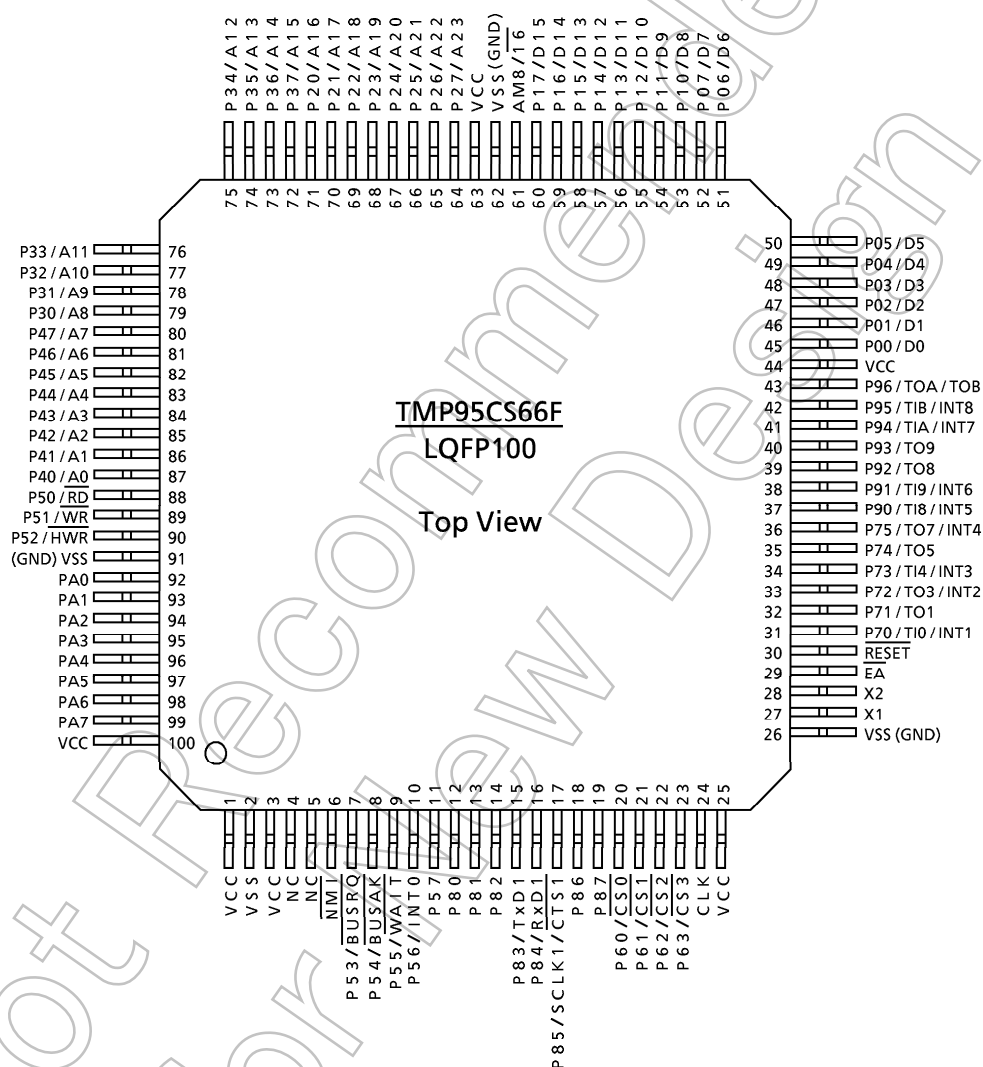 P34/A12
P35/A13
P36/A14
P37/A15
P20/A16
P21/A17
P22/A18
P23/A19
P24/A20
P25/A21
P26/A22
P27/A23
VCC
VSS (GND)
AM8/16
P17/D15
P16/D14
P15/D13
P14/D12
P13/D11
P12/D10
P11/D9
P10/D8
P07/D7
P06/D6
75
74
73
72
71
70
69
68
67
66
65
64
63
62
61
60
59
58
57
56
55
54
53
52
51
P33/A11 76
P32/A10 77
P31/A9 78
P30/A8 79
P47/A7 80
P46/A6 81
P45/A5 82
P44/A4 83
P43/A3 84
P42/A2 85
P41/A1 86
P40/A0 87
P50/RD 88
P51/WR 89
P52/HWR 90
(GND) VSS 91
PA0 92
PA1 93
PA2 94
PA3 95
PA4 96
PA5 97
PA6 98
PA7 99
VCC 100
TMP95CS66F
LQFP100
Top View
50 P05/D5
49 P04/D4
48 P03/D3
47 P02/D2
46 P01/D1
45 P00/D0
44 VCC
43 P96/TOA/TOB
42 P95/TIB/INT8
41 P94/TIA/INT7
40 P93/TO9
39 P92/TO8
38 P91/TI9/INT6
37 P90/TI8/INT5
36 P75/TO7/INT4
35 P74/TO5
34 P73/TI4/INT3
33 P72/TO3/INT2
32 P71/TO1
31 P70/TI0/INT1
30 RESET
29 EA
28 X2
27 X1
26 VSS (GND)
1
2
3
4
5
6
7
8
9
10
11
12
13
14
15
16
17
18
19
20
21
22
23
24
25
VCC
VSS
VCC
NC
NC
NMI
P53/BUSRQ
P54/BUSAK
P55/WAIT
P56/INT0
P57
P80
P81
P82
P83/TxD1
P84/RxD1
P85/SCLK1/CTS1
P86
P87
P60/CS0
P61/CS1
P62/CS2
P63/CS3
CLK
VCC
Not Recommended
for New Design